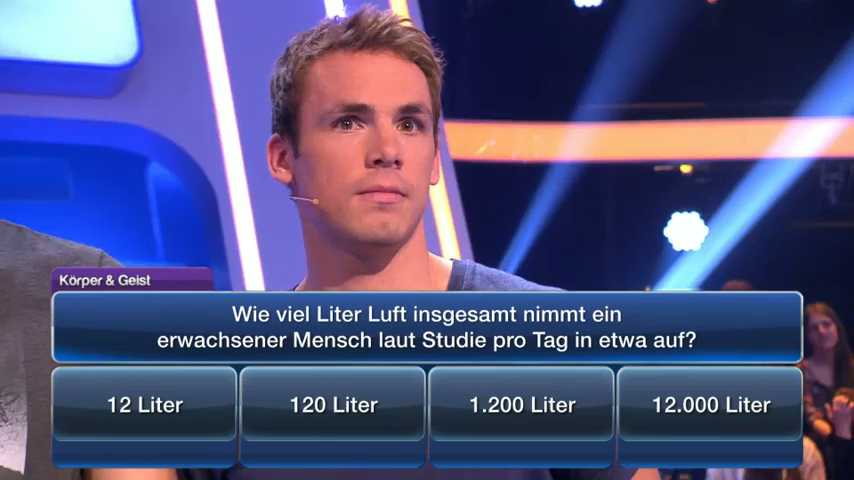 Körper & Geist
Wie viel Liter Luft insgesamt nimmt ein
erwachsener Mensch laut Studie pro Tag in etwa auf?
12 Liter
120 Liter
1.200 Liter
12.000 Liter